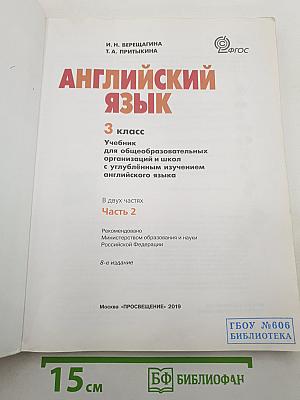 И. Н. ВЕРЕЩАГИНА
Т. А. ПРИТЫКИНА
ФГОС
АНГЛИЙСКИЙ
ЯЗЫК
3 класс
Учебник
для общеобразовательных
организаций и школ
с углублённым изучением
английского языка
В двух частях
Часть 2
Рекомендовано
Министерством образования и науки
Российской Федерации
8-е издание
Москва «ПРОСВЕЩЕНИЕ» 2019
ГБОУ №606
БИБЛИОТЕКА
15 см
БФ БИБЛИОФАН